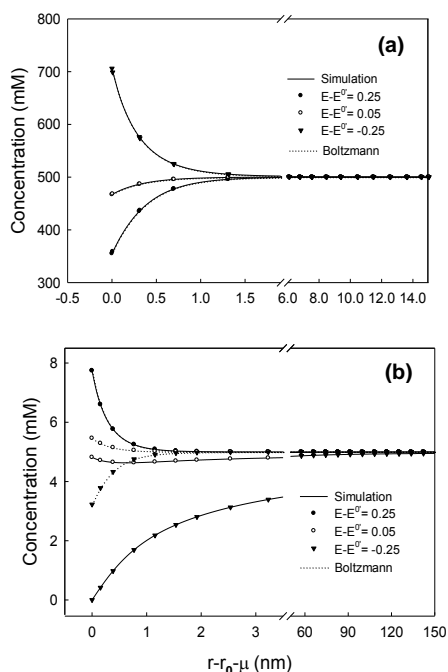 (a)
Concentration (mM)
800
700
600
500
400
300
Simulation
E-E0'= 0.25
E-E0'= 0.05
E-E0'= -0.25
Boltzmann
-0.5 0.0 0.5 1.0 1.5 6.0 8.0 10.0 12.0 14.0
(b)
Concentration (mM)
8
6
4
2
0
Simulation
E-E0'= 0.25
E-E0'= 0.05
E-E0'= -0.25
Boltzmann
0 1 2 3 60 90 120 150
r-r0-μ (nm)